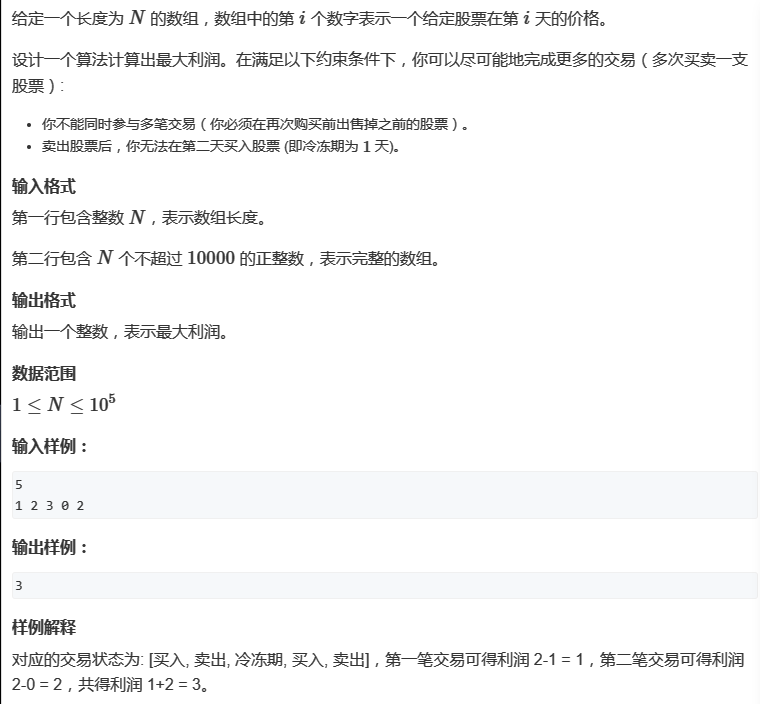 给定一个长度为 N 的数组，数组中的第 i 个数字表示一个给定股票在第 i 天的价格。
设计一个算法计算出最大利润。在满足以下约束条件下，你可以尽可能地完成更多的交易（多次买卖一支
股票）：
• 你不能同时参与多笔交易（你必须在再次购买前出售掉之前的股票）。
• 卖出股票后，你无法在第二天买入股票 (即冷冻期为 1 天)。
输入格式
第一行包含整数 N，表示数组长度。
第二行包含 N 个不超过 10000 的正整数，表示完整的数组。
输出格式
输出一个整数，表示最大利润。
数据范围
1 ≤ N ≤ 10⁵
输入样例：
5
1 2 3 0 2
输出样例：
3
样例解释
对应的交易状态为: [买入, 卖出, 冷冻期, 买入, 卖出]，第一笔交易可得利润 2-1 = 1，第二笔交易可得利润
2-0 = 2，共得利润 1+2 = 3。